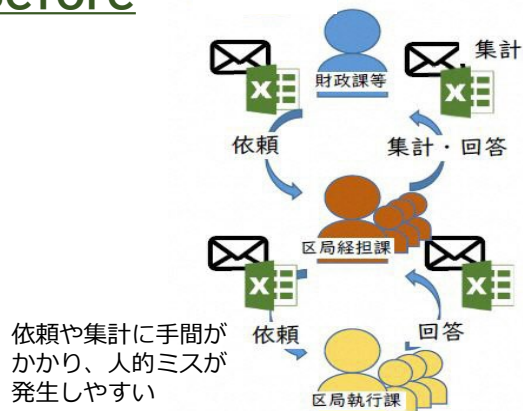 Before
集計
財政課等
依頼
集計・回答
区局経担課
依頼や集計に手間が
かかり、人的ミスが
発生しやすい
依頼
回答
区局執行課